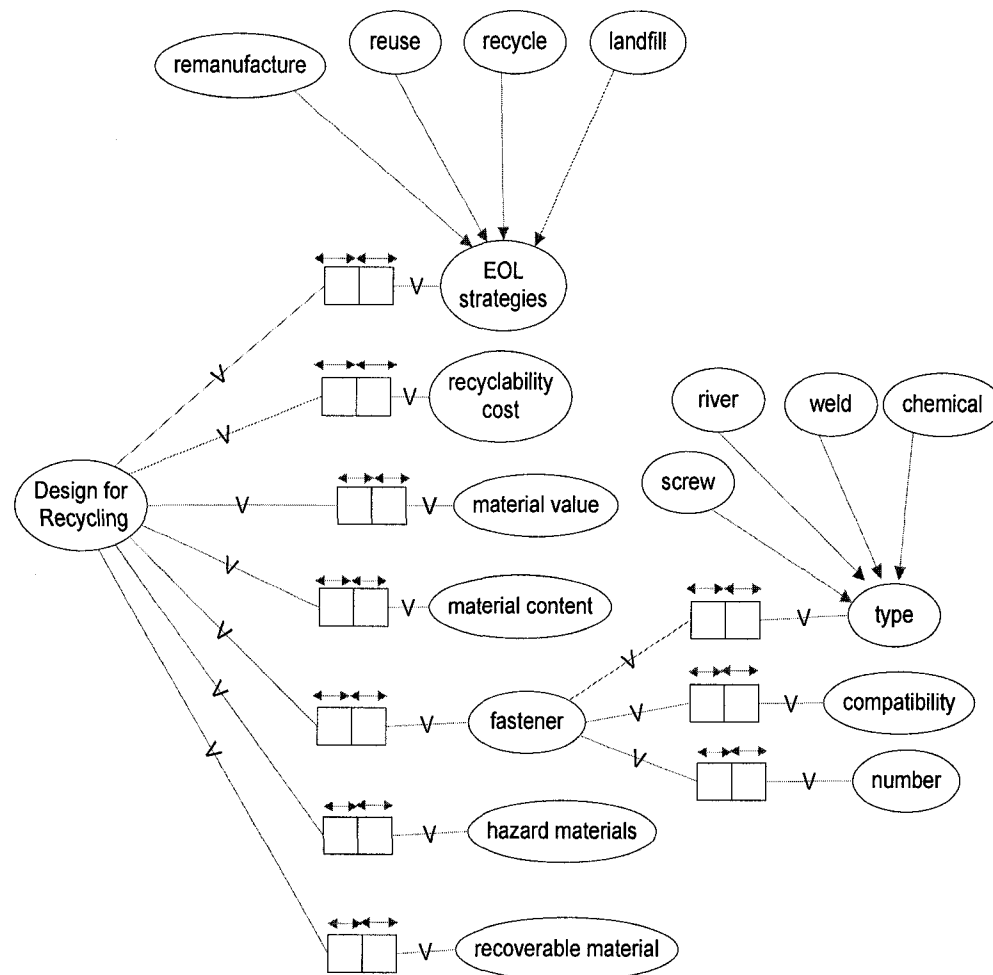 remanufacture
reuse
recycle
landfill
EOL
strategies
V
V
recyclability
cost
V
V
river
weld
chemical
screw
Design for
Recycling
V
V
material value
V
V
material content
type
V
V
V
V
fastener
V
V
compatibility
V
V
number
V
V
hazard materials
V
V
recoverable material